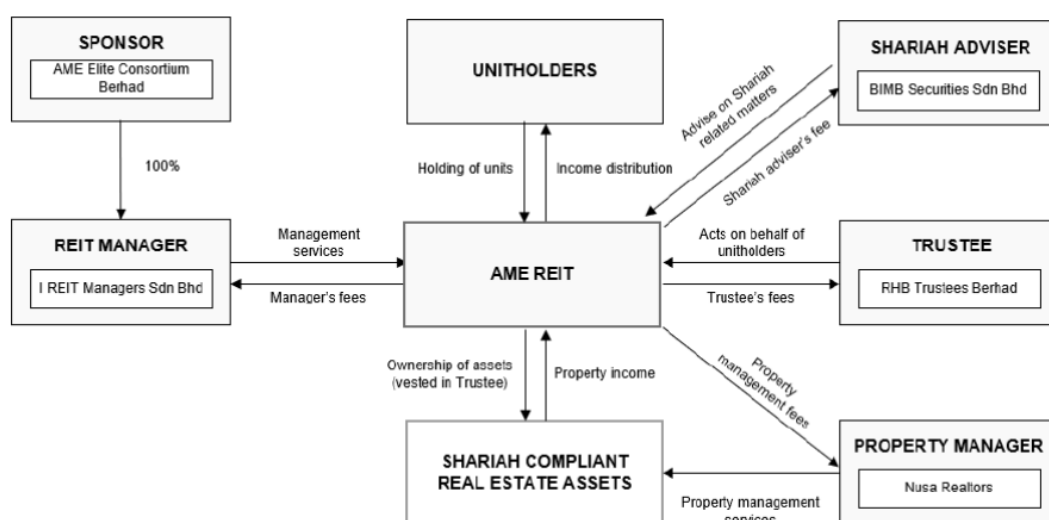 SPONSOR
AME Elite Consortium
Berhad
UNITHOLDERS
SHARIAH ADVISER
BIMB Securities Sdn Bhd
Advise on Shariah
related matters
Shariah adviser's fee
100%
Holding of units
Income distribution
REIT MANAGER
I REIT Managers Sdn Bhd
Management
services
Manager's fees
AME REIT
Acts on behalf of
unitholders
Trustee's fees
TRUSTEE
RHB Trustees Berhad
Ownership of assets
(vested in Trustee)
Property income
Property
management fees
SHARIAH COMPLIANT
REAL ESTATE ASSETS
PROPERTY MANAGER
Nusa Realtors
Property management
services